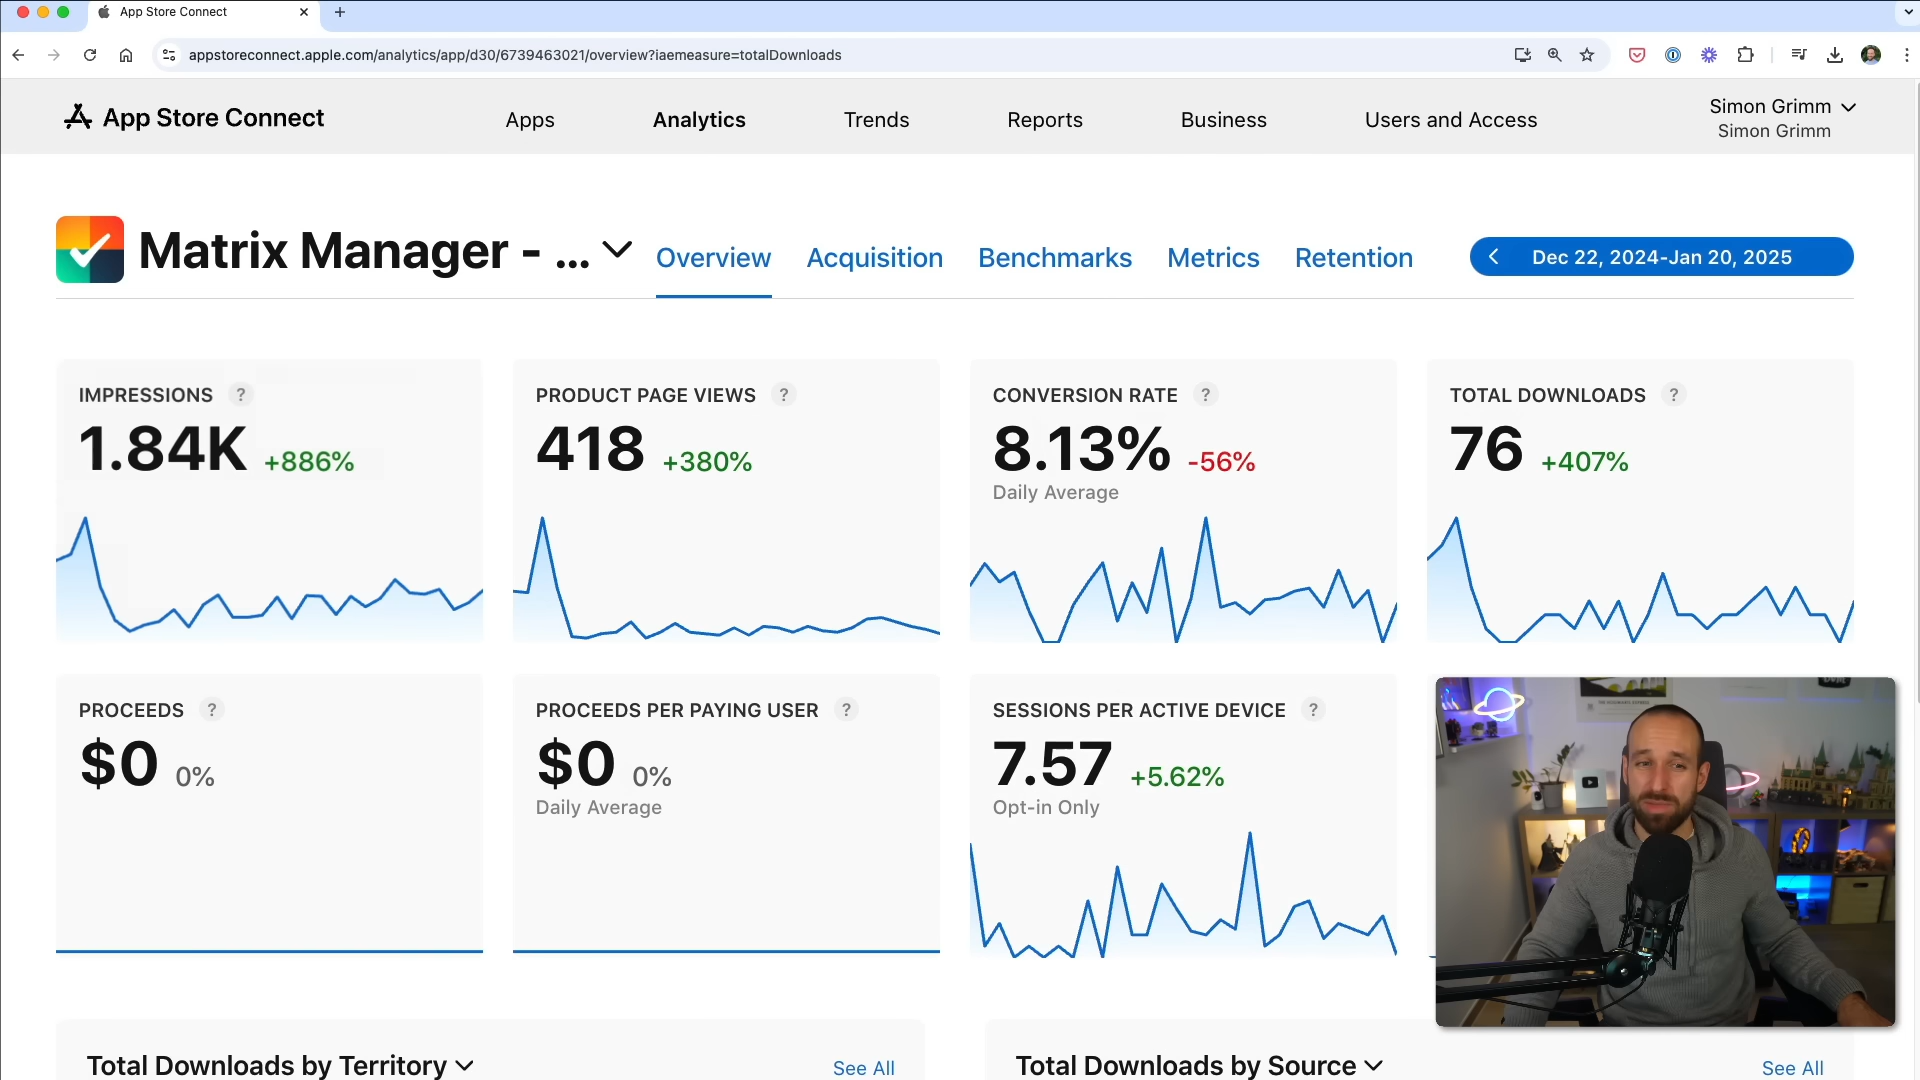 App Store Connect
appstoreconnect.apple.com/analytics/app/d30/6739463021/overview?iaemeasure=totalDownloads
App Store Connect Apps Analytics Trends Reports Business Users and Access Simon Grimm
Simon Grimm
Matrix Manager - ... Overview Acquisition Benchmarks Metrics Retention Dec 22, 2024-Jan 20, 2025
IMPRESSIONS ? PRODUCT PAGE VIEWS ? CONVERSION RATE ? TOTAL DOWNLOADS ?
1.84K +886% 418 +380% 8.13% -56% 76 +407%
Daily Average
PROCEEDS ? PROCEEDS PER PAYING USER ? SESSIONS PER ACTIVE DEVICE ?
$0 0% $0 0% 7.57 +5.62%
Daily Average Opt-in Only
Total Downloads by Territory See All Total Downloads by Source See All